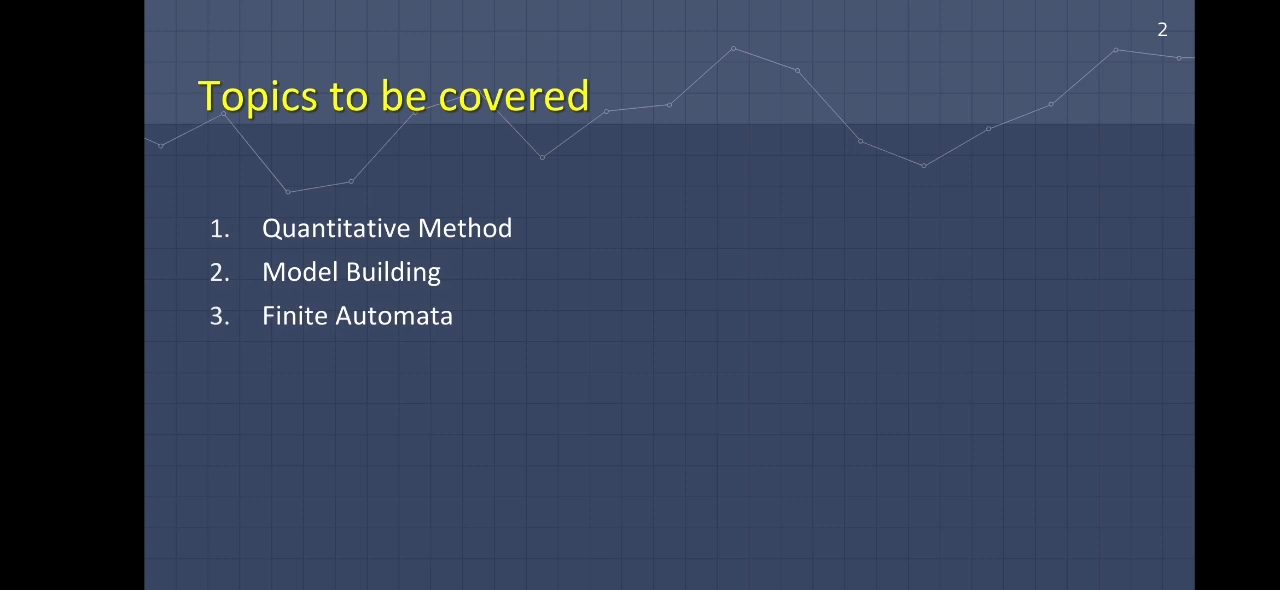 2
Topics to be covered
1. Quantitative Method
2. Model Building
3. Finite Automata